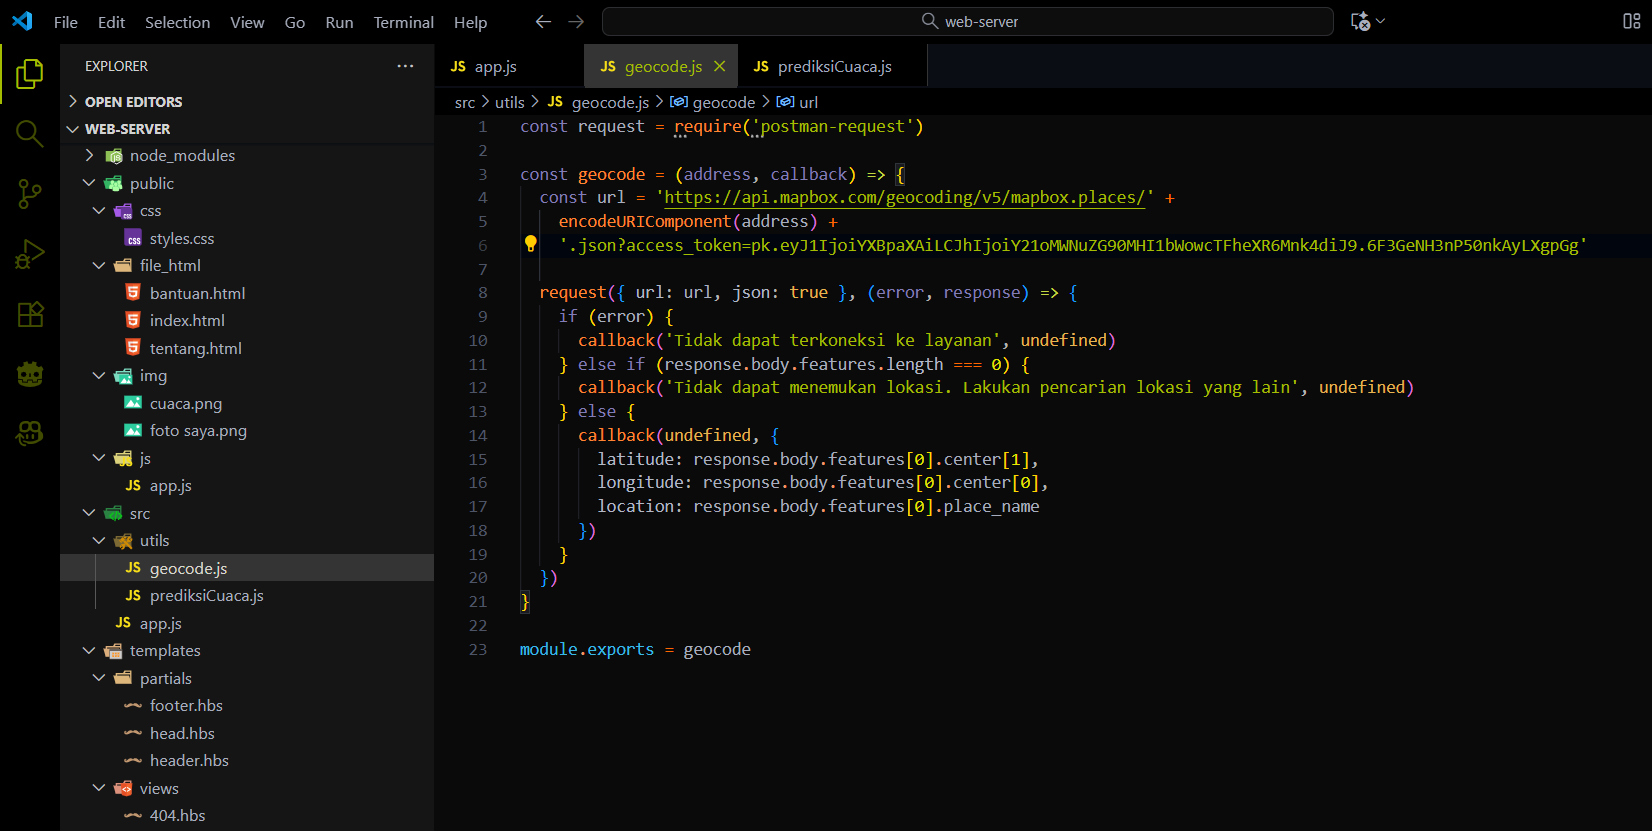 File Edit Selection View Go Run Terminal Help
web-server
EXPLORER
OPEN EDITORS
WEB-SERVER
node_modules
public
css
styles.css
file_html
bantuan.html
index.html
tentang.html
img
cuaca.png
foto saya.png
js
JS app.js
src
utils
JS geocode.js
JS prediksiCuaca.js
JS app.js
templates
partials
footer.hbs
head.hbs
header.hbs
views
404.hbs
JS app.js JS geocode.js JS prediksiCuaca.js
src > utils > JS geocode.js > geocode > url
1 const request = require('postman-request')
2
3 const geocode = (address, callback) => {
4 const url = 'https://api.mapbox.com/geocoding/v5/mapbox.places/' +
5 encodeURIComponent(address) +
6 '.json?access_token=pk.eyJ1IjoiYXBpaXAiLCJhIjoiY21oMWNuZG90MHI1bWowcTFheXR6Mnk4diJ9.6F3GeNH3nP50nkAyLXgpGg'
7
8 request({ url: url, json: true }, (error, response) => {
9 if (error) {
10 callback('Tidak dapat terkoneksi ke layanan', undefined)
11 } else if (response.body.features.length === 0) {
12 callback('Tidak dapat menemukan lokasi. Lakukan pencarian lokasi yang lain', undefined)
13 } else {
14 callback(undefined, {
15 latitude: response.body.features[0].center[1],
16 longitude: response.body.features[0].center[0],
17 location: response.body.features[0].place_name
18 })
19 }
20 })
21 }
22
23 module.exports = geocode